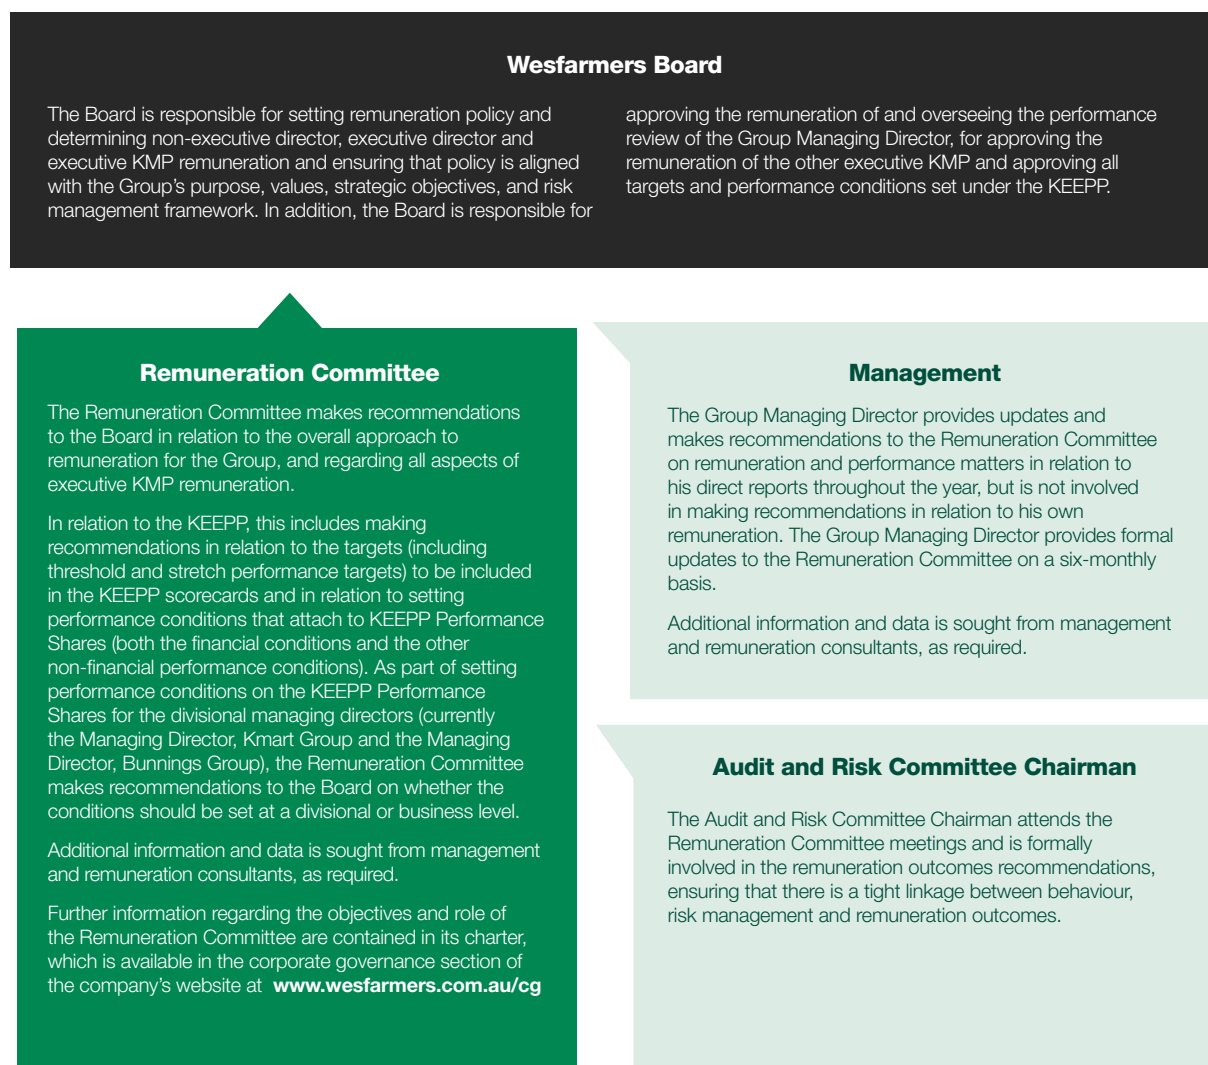 Wesfarmers Board
The Board is responsible for setting remuneration policy and
determining non-executive director, executive director and
executive KMP remuneration and ensuring that policy is aligned
with the Group's purpose, values, strategic objectives, and risk
management framework. In addition, the Board is responsible for
approving the remuneration of and overseeing the performance
review of the Group Managing Director, for approving the
remuneration of the other executive KMP and approving all
targets and performance conditions set under the KEEPP.
Remuneration Committee
The Remuneration Committee makes recommendations
to the Board in relation to the overall approach to
remuneration for the Group, and regarding all aspects of
executive KMP remuneration.
In relation to the KEEPP, this includes making
recommendations in relation to the targets (including
threshold and stretch performance targets) to be included
in the KEEPP scorecards and in relation to setting
performance conditions that attach to KEEPP Performance
Shares (both the financial conditions and the other
non-financial performance conditions). As part of setting
performance conditions on the KEEPP Performance
Shares for the divisional managing directors (currently
the Managing Director, Kmart Group and the Managing
Director, Bunnings Group), the Remuneration Committee
makes recommendations to the Board on whether the
conditions should be set at a divisional or business level.
Additional information and data is sought from management
and remuneration consultants, as required.
Further information regarding the objectives and role of
the Remuneration Committee are contained in its charter,
which is available in the corporate governance section of
the company's website at www.wesfarmers.com.au/cg
Management
The Group Managing Director provides updates and
makes recommendations to the Remuneration Committee
on remuneration and performance matters in relation to
his direct reports throughout the year, but is not involved
in making recommendations in relation to his own
remuneration. The Group Managing Director provides formal
updates to the Remuneration Committee on a six-monthly
basis.
Additional information and data is sought from management
and remuneration consultants, as required.
Audit and Risk Committee Chairman
The Audit and Risk Committee Chairman attends the
Remuneration Committee meetings and is formally
involved in the remuneration outcomes recommendations,
ensuring that there is a tight linkage between behaviour,
risk management and remuneration outcomes.